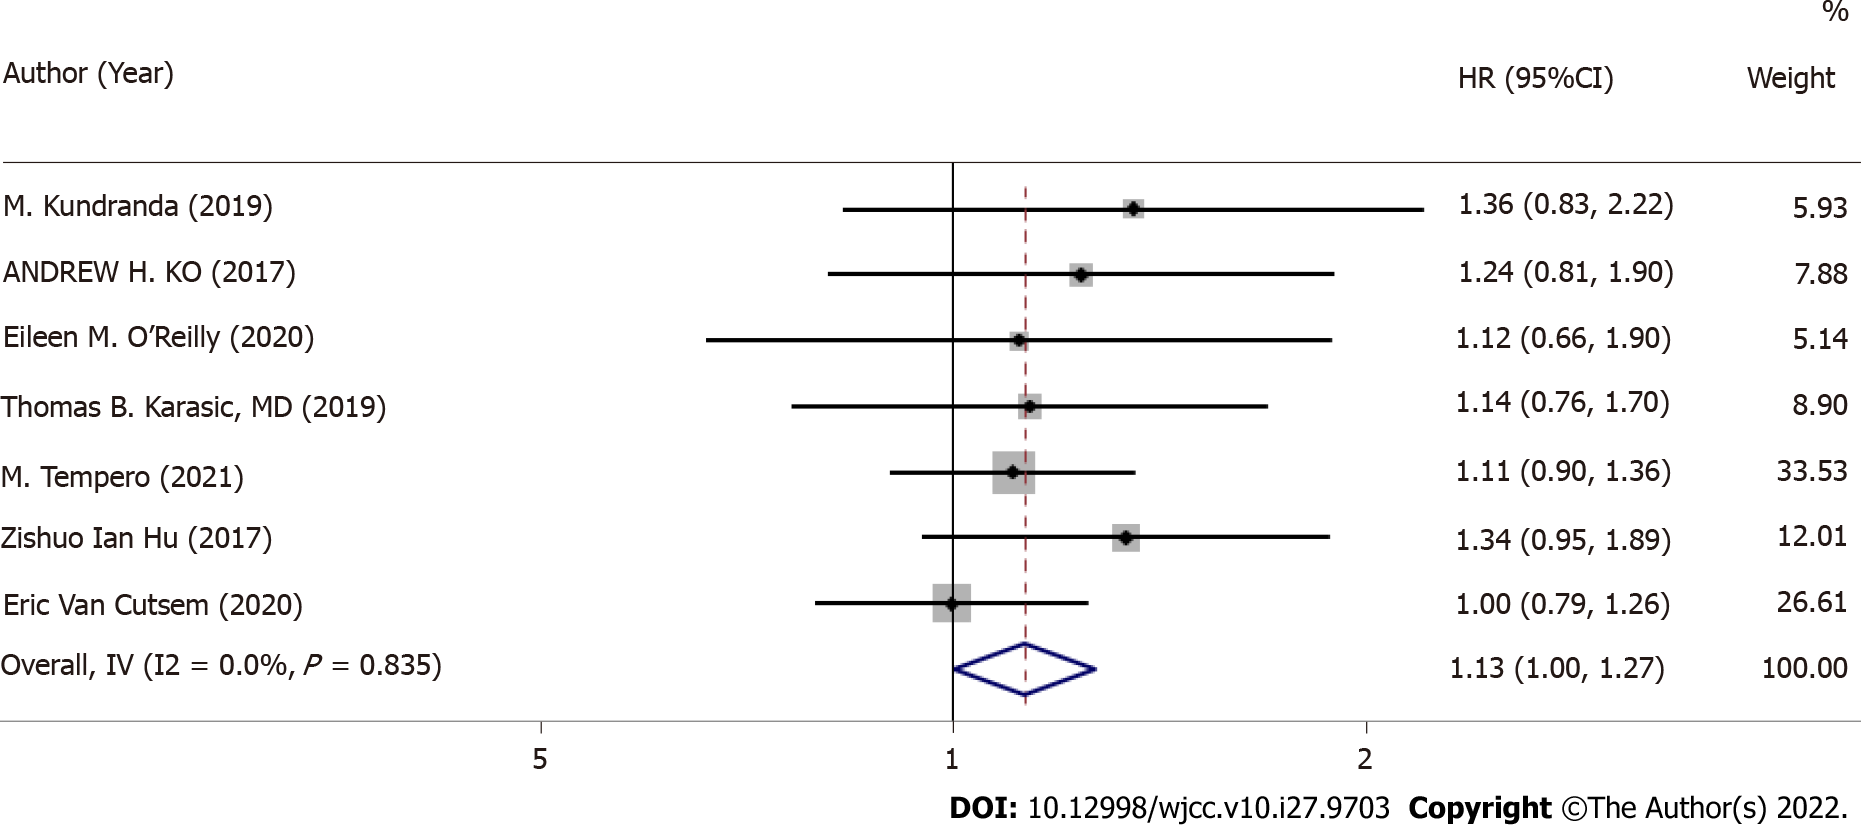 %
Author (Year) HR (95%CI) Weight
M. Kundranda (2019) 1.36 (0.83, 2.22) 5.93
ANDREW H. KO (2017) 1.24 (0.81, 1.90) 7.88
Eileen M. O’Reilly (2020) 1.12 (0.66, 1.90) 5.14
Thomas B. Karasic, MD (2019) 1.14 (0.76, 1.70) 8.90
M. Tempero (2021) 1.11 (0.90, 1.36) 33.53
Zishuo Ian Hu (2017) 1.34 (0.95, 1.89) 12.01
Eric Van Cutsem (2020) 1.00 (0.79, 1.26) 26.61
Overall, IV (I2 = 0.0%, P = 0.835) 1.13 (1.00, 1.27) 100.00
5 1 2
DOI: 10.12998/wjcc.v10.i27.9703 Copyright ©The Author(s) 2022.